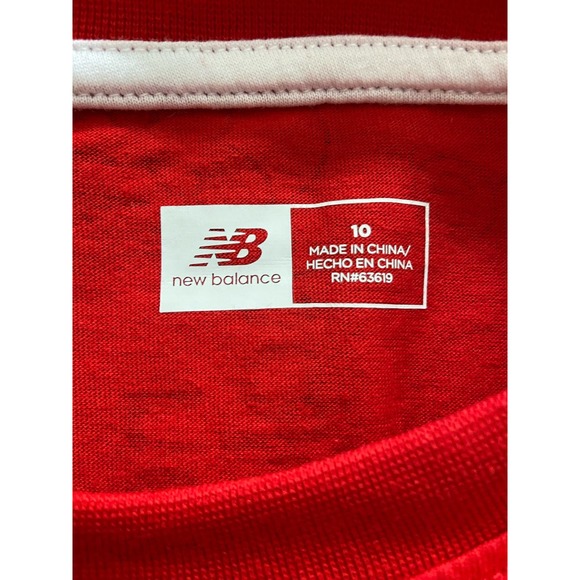 NB
new balance
10
MADE IN CHINA/
HECHO EN CHINA
RN#63619